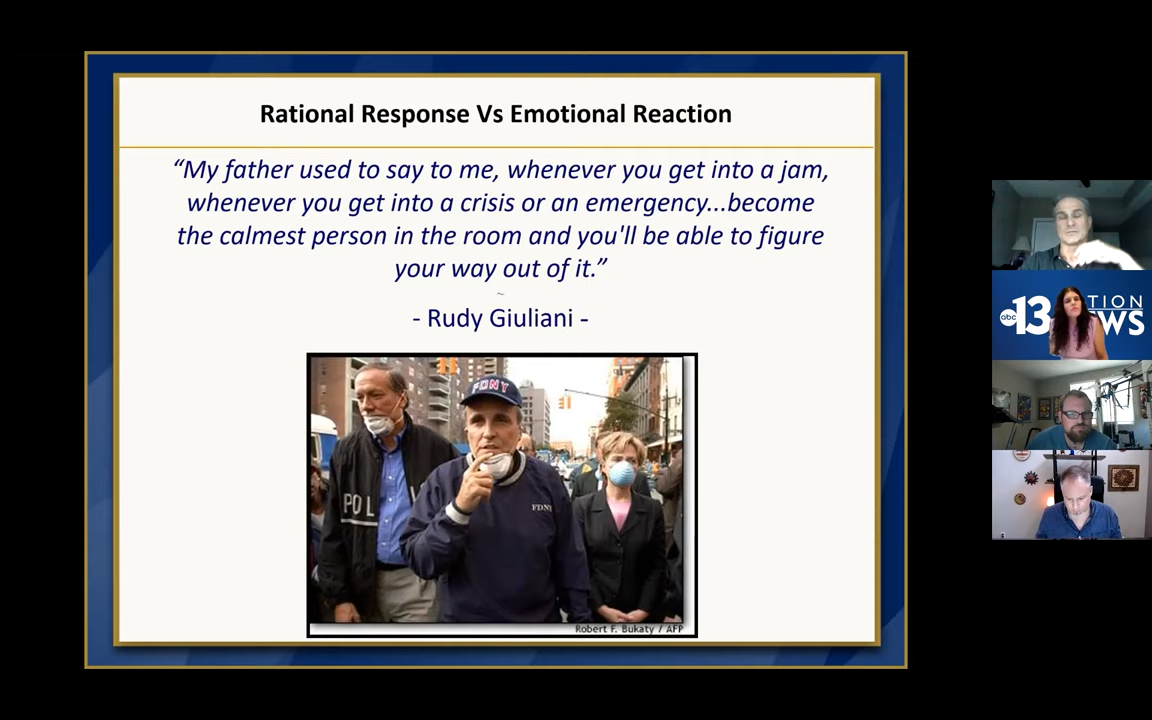 Rational Response Vs Emotional Reaction
“My father used to say to me, whenever you get into a jam,
whenever you get into a crisis or an emergency...become
the calmest person in the room and you'll be able to figure
your way out of it.”
~
- Rudy Giuliani -
FDNY
POL
FDNY
Robert F. Bukaty / AFP
abc 13 TION
WS